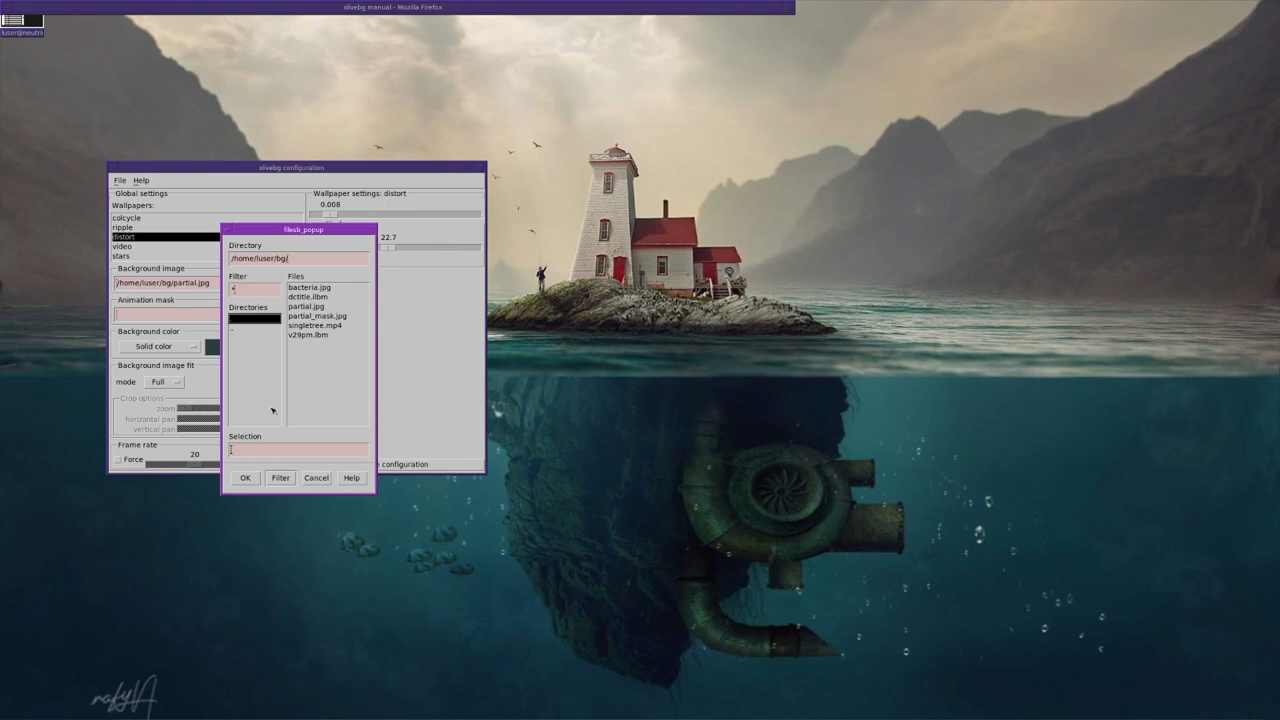 xlivebg manual - Mozilla Firefox
luser@neutra
xlivebg configuration
File Help
Global settings
Wallpapers:
colcycle
ripple
distort
video
stars
Background image
/home/luser/bg/partial.jpg
Animation mask
Background color
Solid color
Background image fit
mode Full
Crop options
zoom
horizontal pan
vertical pan
Frame rate
20
Force
Wallpaper settings: distort
0.008
22.7
configuration
filesb_popup
Directory
/home/luser/bg/
Filter
*
Directories
..
Files
bacteria.jpg
dctitle.ilbm
partial.jpg
partial_mask.jpg
singletree.mp4
v29pm.lbm
Selection
OK Filter Cancel Help